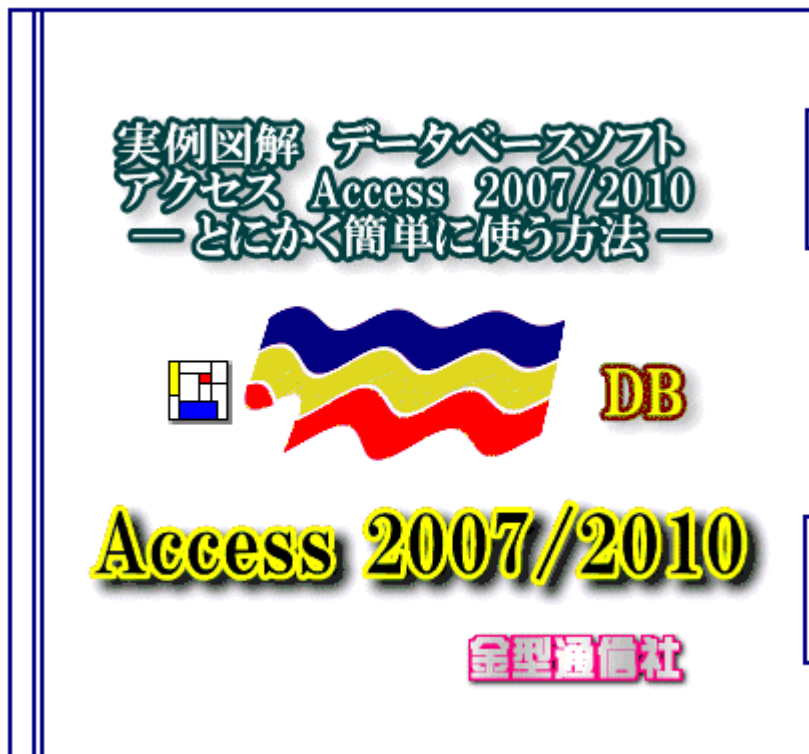 実例図解　データベースソフト
アクセス　Access　2007/2010
― とにかく簡単に使う方法 ―
DB
Access 2007/2010
金型通信社